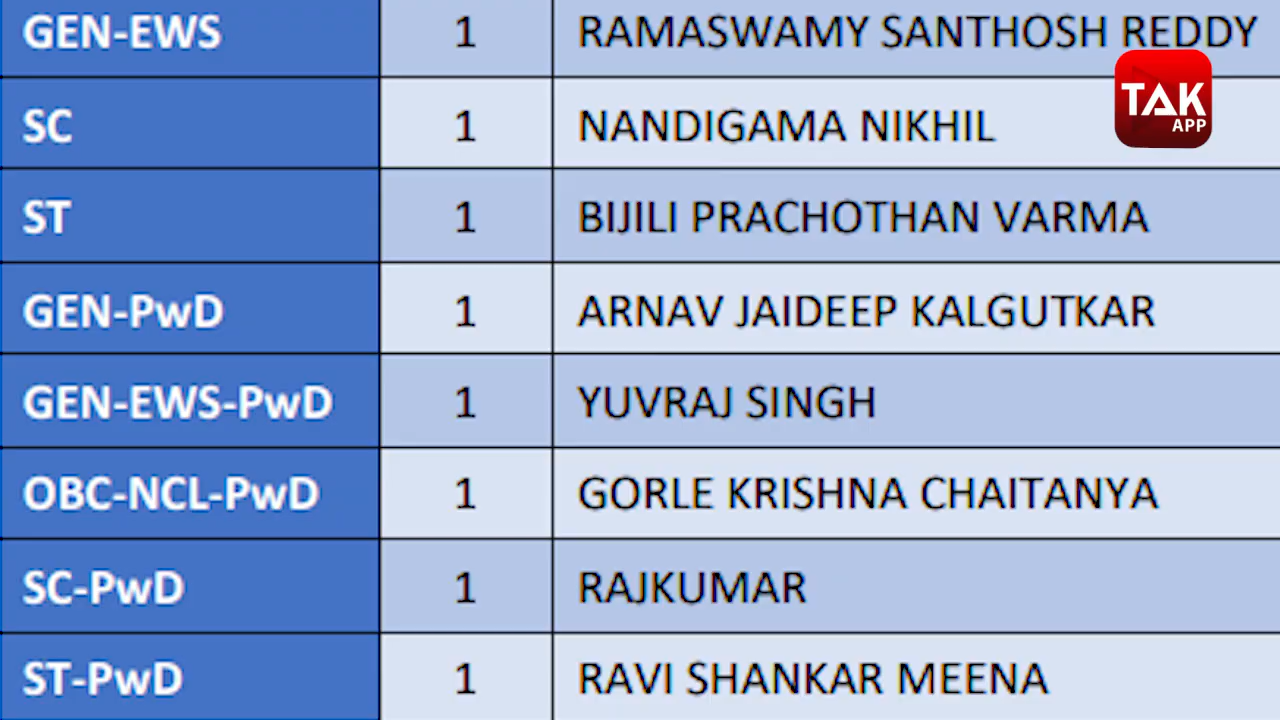 GEN-EWS 1 RAMASWAMY SANTHOSH REDDY
SC 1 NANDIGAMA NIKHIL
TAK
APP
ST 1 BIJILI PRACHOTHAN VARMA
GEN-PwD 1 ARNAV JAIDEEP KALGUTKAR
GEN-EWS-PwD 1 YUVRAJ SINGH
OBC-NCL-PwD 1 GORLE KRISHNA CHAITANYA
SC-PwD 1 RAJKUMAR
ST-PwD 1 RAVI SHANKAR MEENA